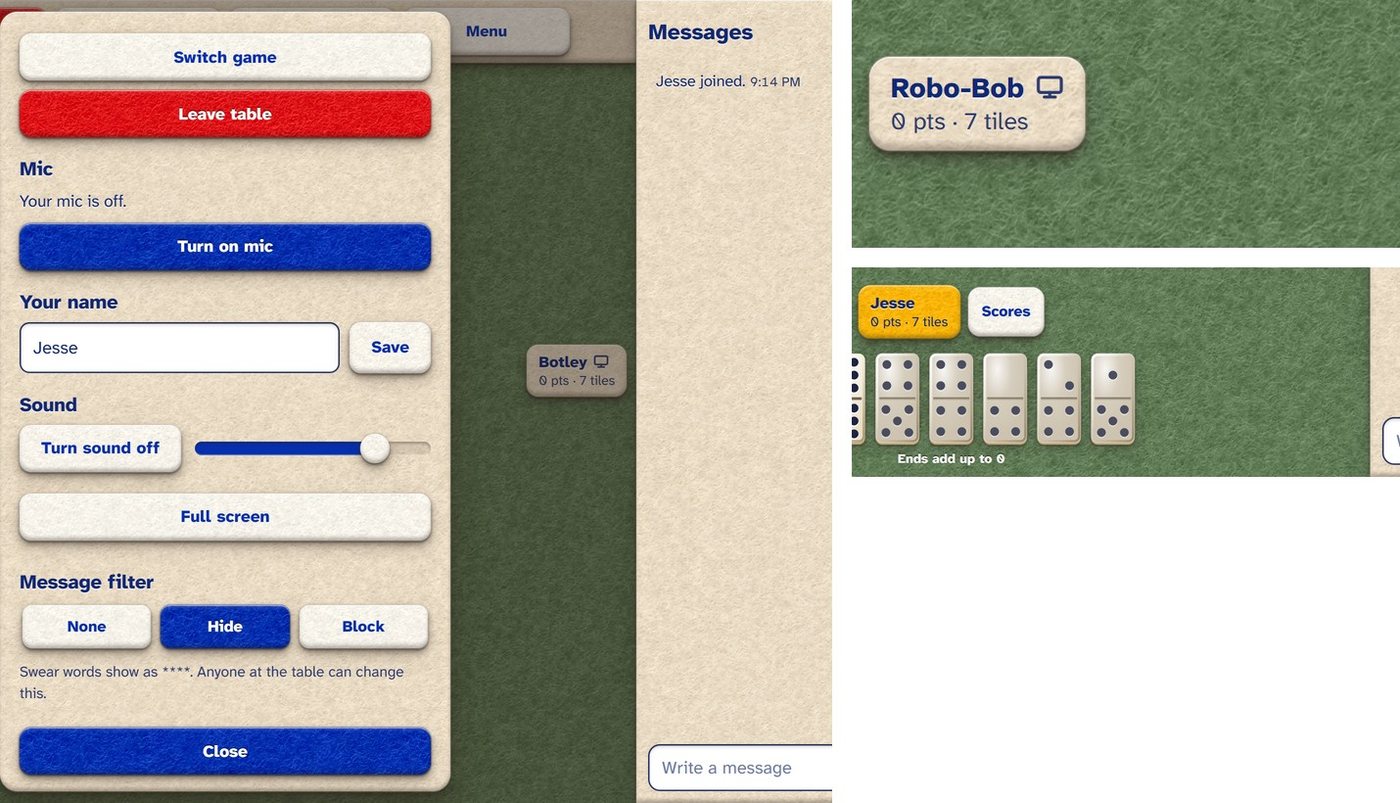 Switch game
Leave table
Mic
Your mic is off.
Turn on mic
Your name
Jesse
Save
Sound
Turn sound off
Full screen
Message filter
None
Hide
Block
Swear words show as ****. Anyone at the table can change
this.
Close
Menu
Botley
0 pts · 7 tiles
Messages
Jesse joined. 9:14 PM
Write a message
Robo-Bob
0 pts · 7 tiles
Jesse
0 pts · 7 tiles
Scores
Ends add up to 0